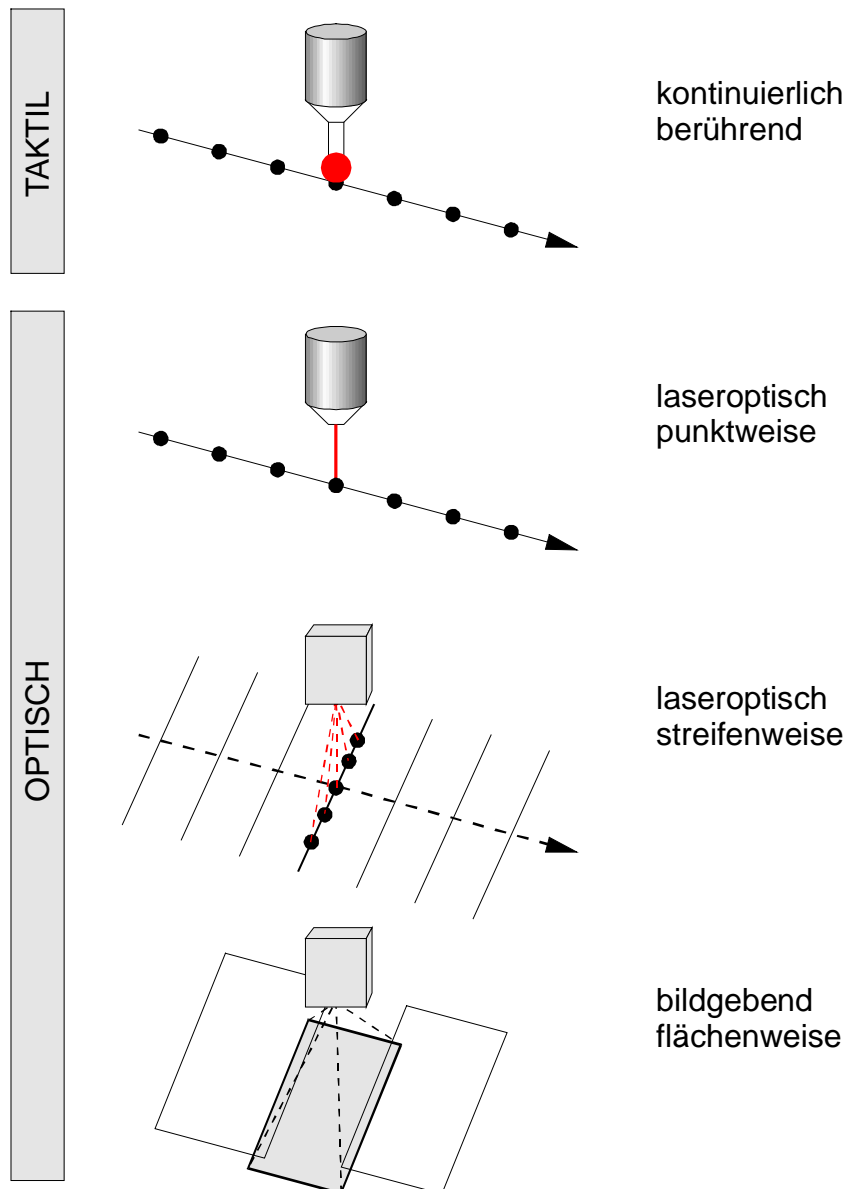 TAKTIL
kontinuierlich
berührend
OPTISCH
laseroptisch
punktweise
laseroptisch
streifenweise
bildgebend
flächenweise